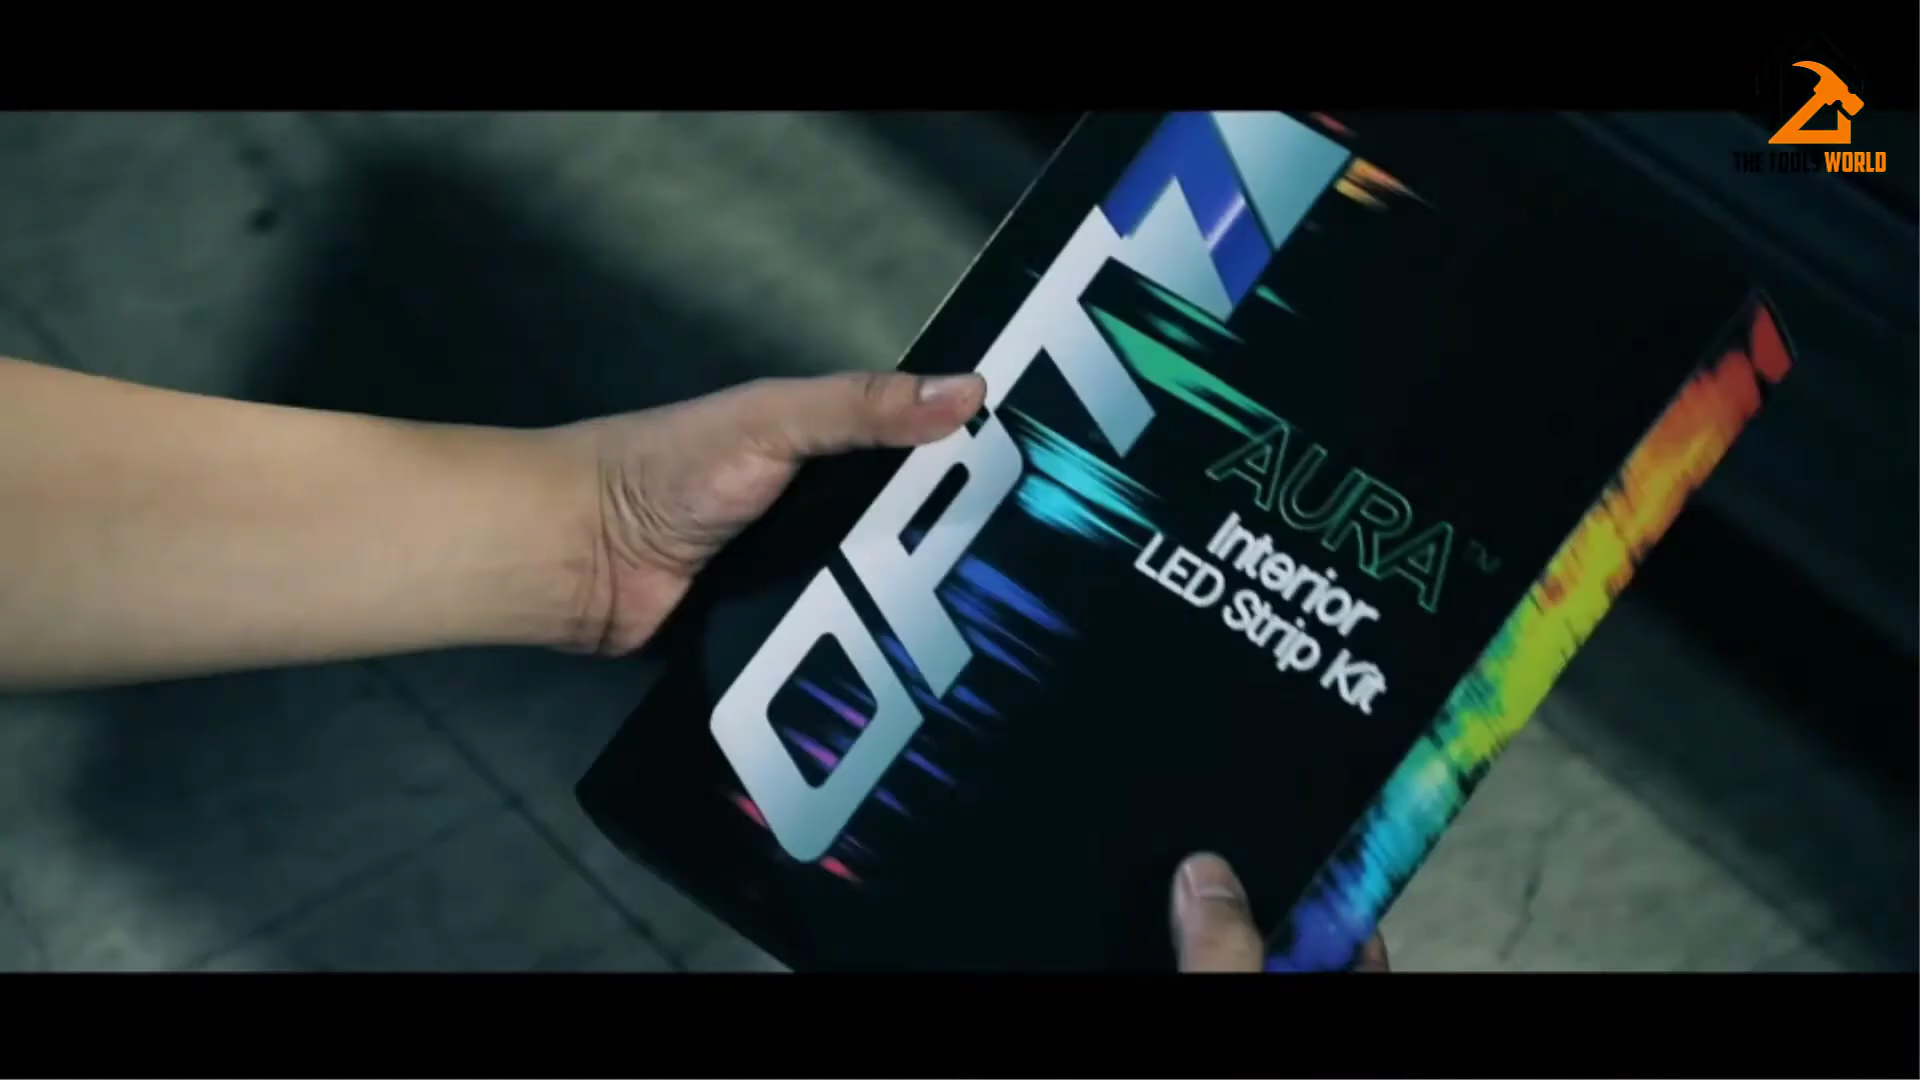 THE TOOLS WORLD
OPT7
AURA™
Interior
LED Strip Kit